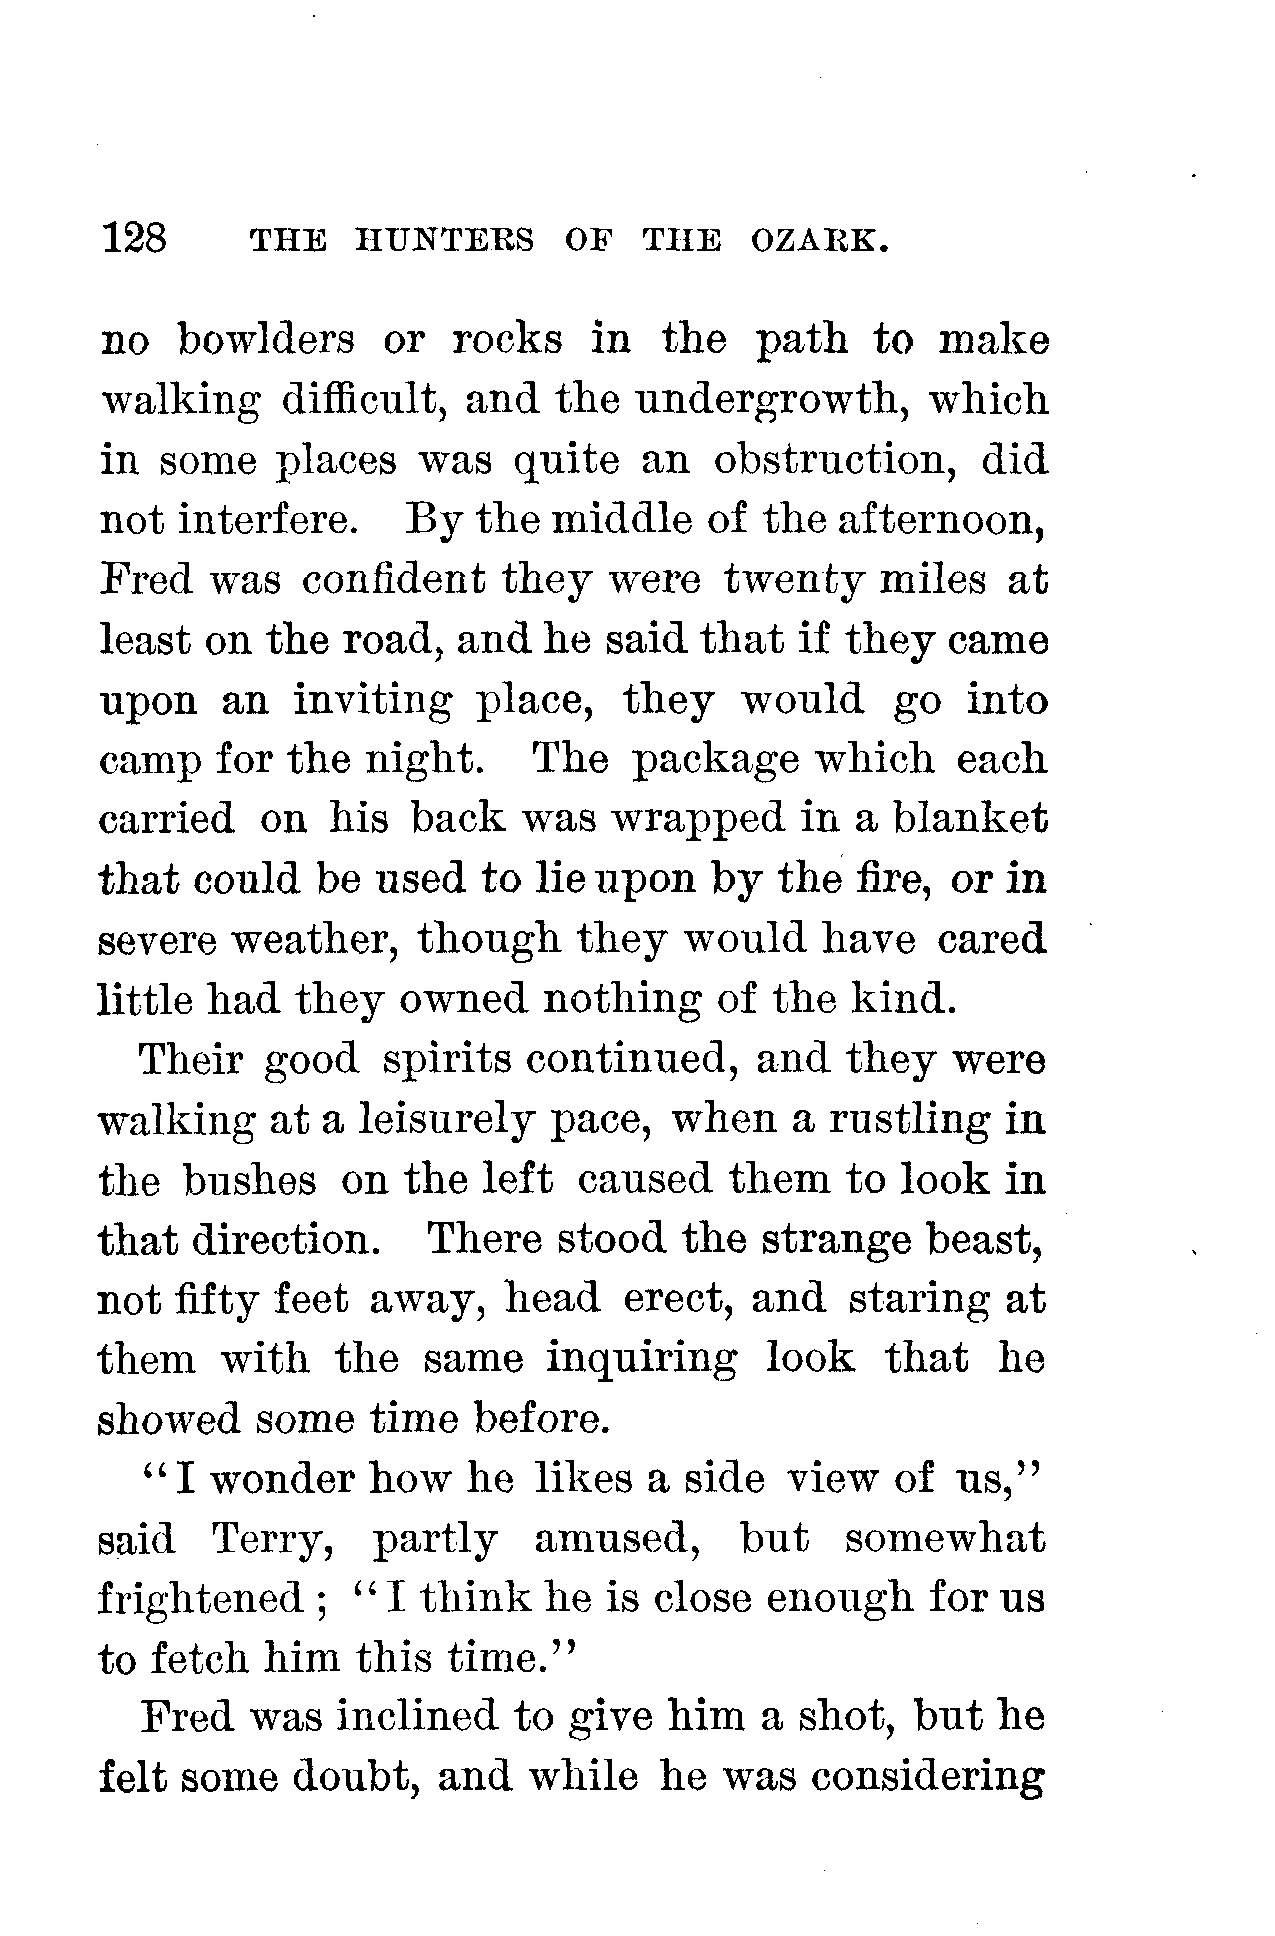 128 THE HUNTERS OF THE OZARK.
no bowlders or rocks in the path to make
walking difficult, and the undergrowth, which
in some places was quite an obstruction, did
not interfere. By the middle of the afternoon,
Fred was confident they were twenty miles at
least on the road, and he said that if they came
upon an inviting place, they would go into
camp for the night. The package which each
carried on his back was wrapped in a blanket
that could be used to lie upon by the fire, or in
severe weather, though they would have cared
little had they owned nothing of the kind.
Their good spirits continued, and they were
walking at a leisurely pace, when a rustling in
the bushes on the left caused them to look in
that direction. There stood the strange beast,
not fifty feet away, head erect, and staring at
them with the same inquiring look that he
showed some time before.
“I wonder how he likes a side view of us,”
said Terry, partly amused, but somewhat
frightened ; “I think he is close enough for us
to fetch him this time.”
Fred was inclined to give him a shot, but he
felt some doubt, and while he was considering